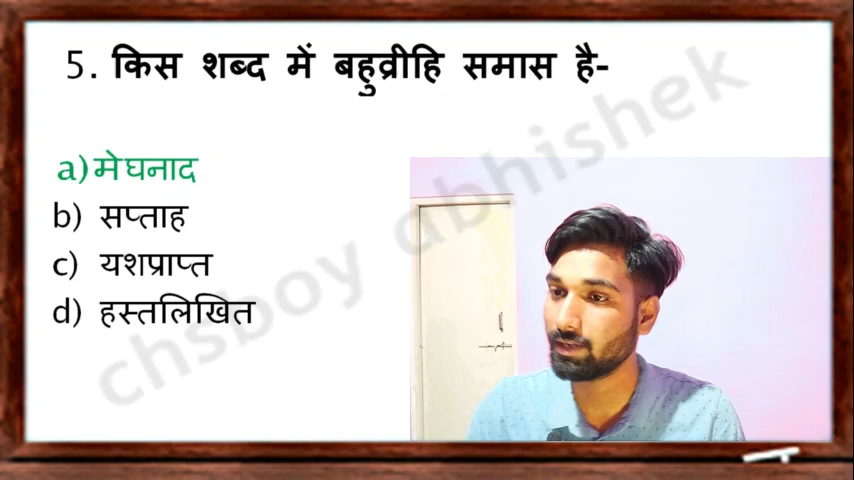 5. किस शब्द में बहुव्रीहि समास है-
a) मेघनाद
b) सप्ताह
c) यशप्राप्त
d) हस्तलिखित
chsboy abhishek